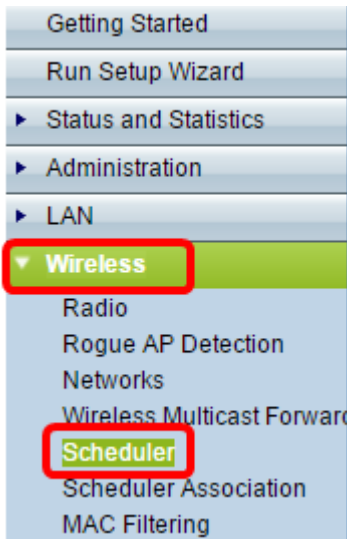 Getting Started
Run Setup Wizard
Status and Statistics
Administration
LAN
Wireless
Radio
Rogue AP Detection
Networks
Wireless Multicast Forward
Scheduler
Scheduler Association
MAC Filtering